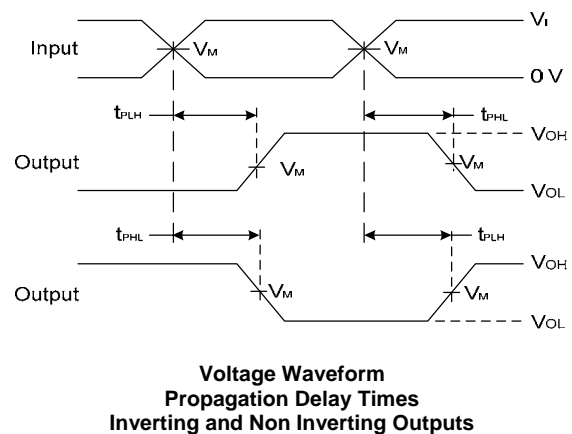 Input
VM
VM
VI
0 V
tPLH
tPHL
Output
VM
VM
VOH
VOL
tPHL
tPLH
Output
VM
VM
VOH
VOL
Voltage Waveform
Propagation Delay Times
Inverting and Non Inverting Outputs